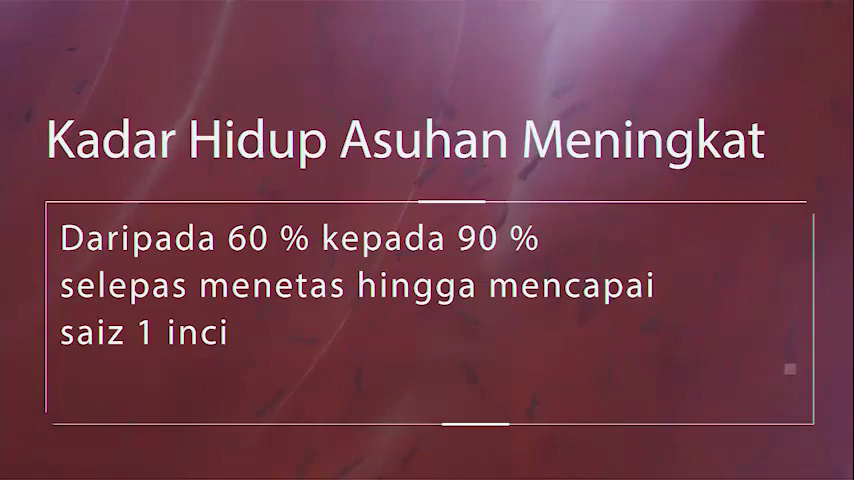 Kadar Hidup Asuhan Meningkat
Daripada 60 % kepada 90 %
selepas menetas hingga mencapai
saiz 1 inci